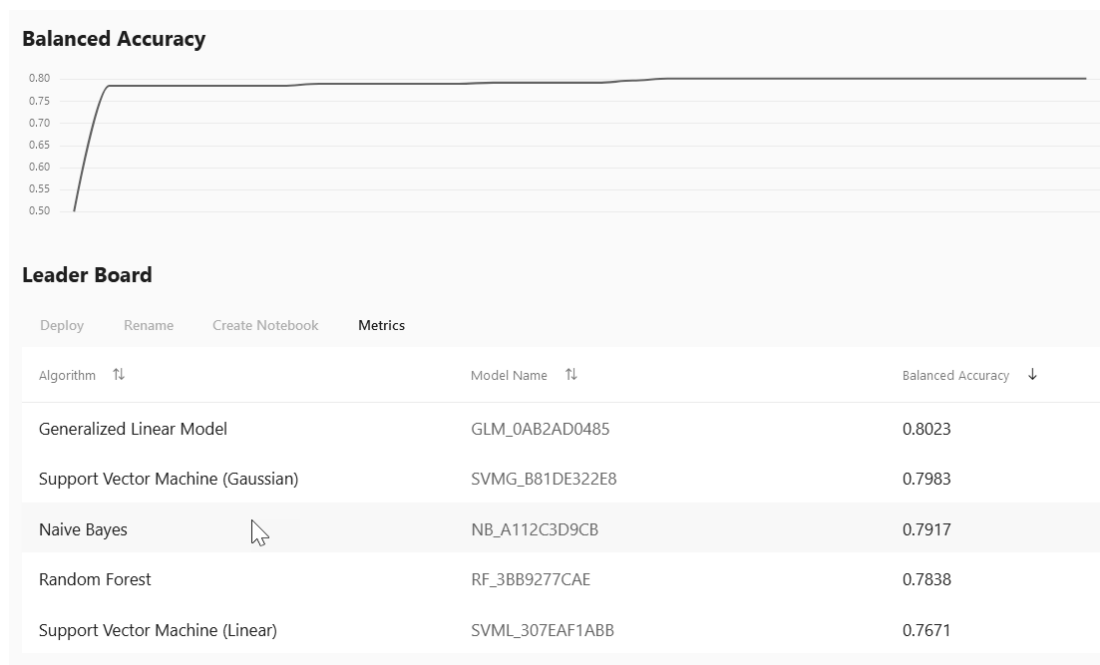 Balanced Accuracy
0.80
0.75
0.70
0.65
0.60
0.55
0.50
Leader Board
Deploy Rename Create Notebook Metrics
Algorithm Model Name Balanced Accuracy
Generalized Linear Model GLM_0AB2AD0485 0.8023
Support Vector Machine (Gaussian) SVMG_B81DE322E8 0.7983
Naive Bayes NB_A112C3D9CB 0.7917
Random Forest RF_3BB9277CAE 0.7838
Support Vector Machine (Linear) SVML_307EAF1ABB 0.7671